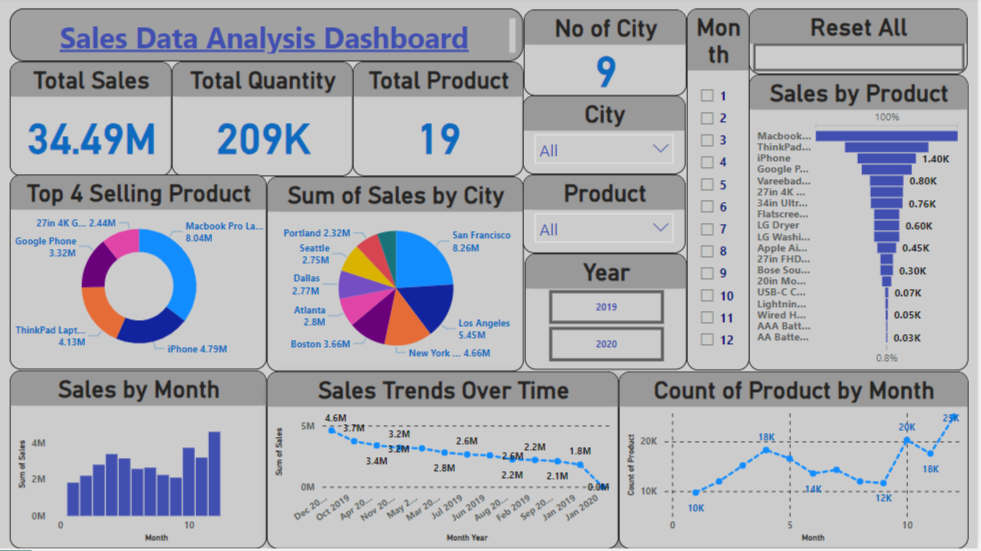 Sales Data Analysis Dashboard
Total Sales
34.49M
Total Quantity
209K
Total Product
19
No of City
9
City
All
Product
All
Year
2019
2020
Mon
th
1
2
3
4
5
6
7
8
9
10
11
12
Reset All
Sales by Product
100%
Macbook...
ThinkPad...
iPhone
1.40K
Google P...
Vareebad...
0.80K
27in 4K ...
34in Ultr...
0.76K
Flatscree...
LG Dryer
0.60K
LG Washi...
Apple Ai...
0.45K
27in FHD...
Bose Sou...
0.30K
20in Mo...
USB-C C...
0.07K
Lightnin...
Wired H...
0.05K
AAA Batt...
AA Batte...
0.03K
0.8%
Top 4 Selling Product
27in 4K G... 2.44M
Macbook Pro La...
8.04M
Google Phone
3.32M
ThinkPad Lapt...
4.13M
iPhone 4.79M
Sum of Sales by City
Portland 2.32M
San Francisco
8.26M
Seattle
2.75M
Dallas
2.77M
Atlanta
2.8M
Los Angeles
5.45M
Boston 3.66M
New York ... 4.66M
Sales by Month
Sum of Sales
4M
2M
0M
0
10
Month
Sales Trends Over Time
Sum of Sales
5M
0M
4.6M
3.7M
3.4M
3.2M
2.8M
2.6M
2.2M
2.2M
2.1M
1.8M
0.0M
Dec 20...
Oct 2019
Apr 20...
Nov 20...
May 2...
Mar 20...
Jul 2019
Jun 2019
Aug 20...
Feb 2019
Sep 20...
Jan 2019
Jan 2020
Month Year
Count of Product by Month
Count of Product
20K
10K
10K
18K
14K
12K
20K
18K
25K
0
5
10
Month